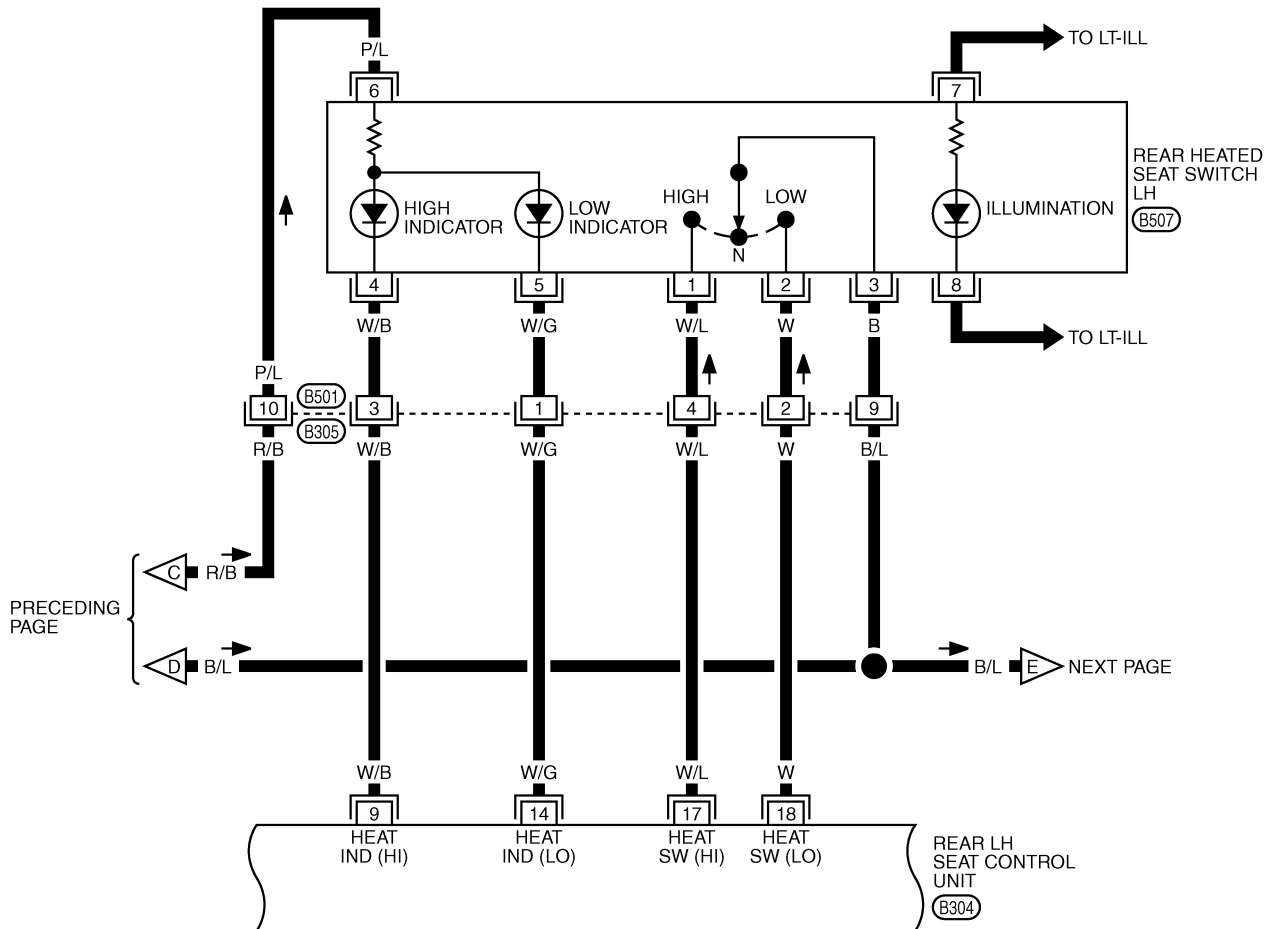 P/L
TO LT-ILL
6
7
REAR HEATED
SEAT SWITCH
LH
B507
HIGH
INDICATOR
LOW
INDICATOR
HIGH
LOW
N
ILLUMINATION
4
5
1
2
3
8
W/B
W/G
W/L
W
B
TO LT-ILL
P/L
B501
10
3
1
4
2
9
B305
R/B
W/B
W/G
W/L
W
B/L
C
R/B
PRECEDING
PAGE
D
B/L
B/L
E
NEXT PAGE
W/B
W/G
W/L
W
9
14
17
18
HEAT
IND (HI)
HEAT
IND (LO)
HEAT
SW (HI)
HEAT
SW (LO)
REAR LH
SEAT CONTROL
UNIT
B304